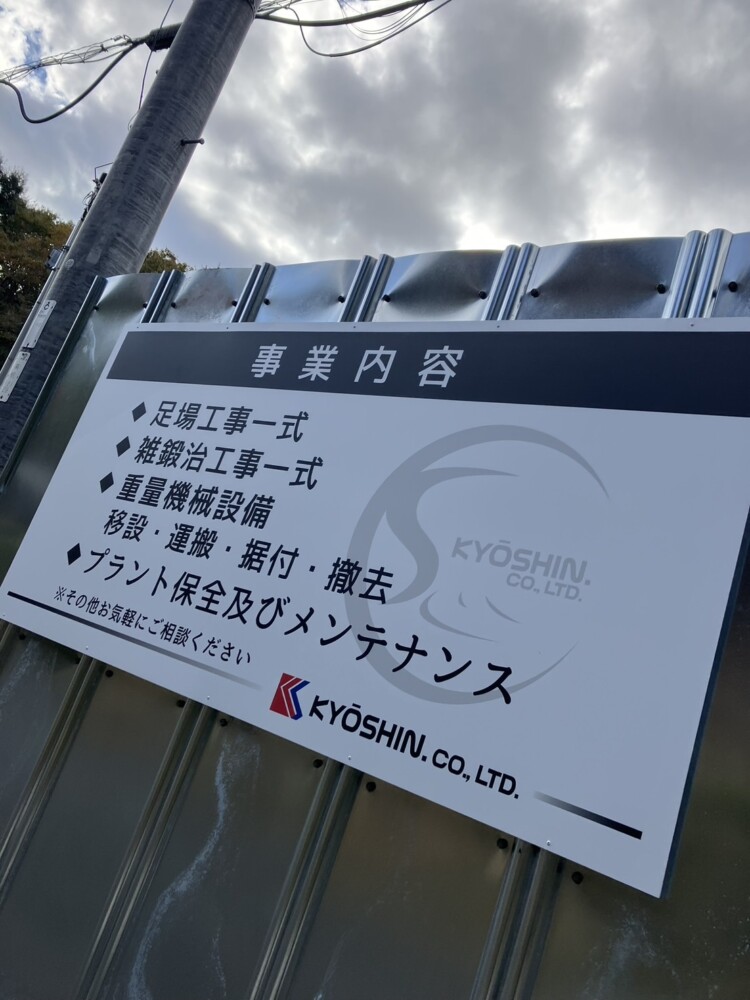 事業内容
◆足場工事一式
◆雑鍛治工事一式
◆重量機械設備
移設・運搬・据付・撤去
◆プラント保全及びメンテナンス
※その他お気軽にご相談ください
KYŌSHIN.
CO., LTD.
KYŌSHIN. CO., LTD.